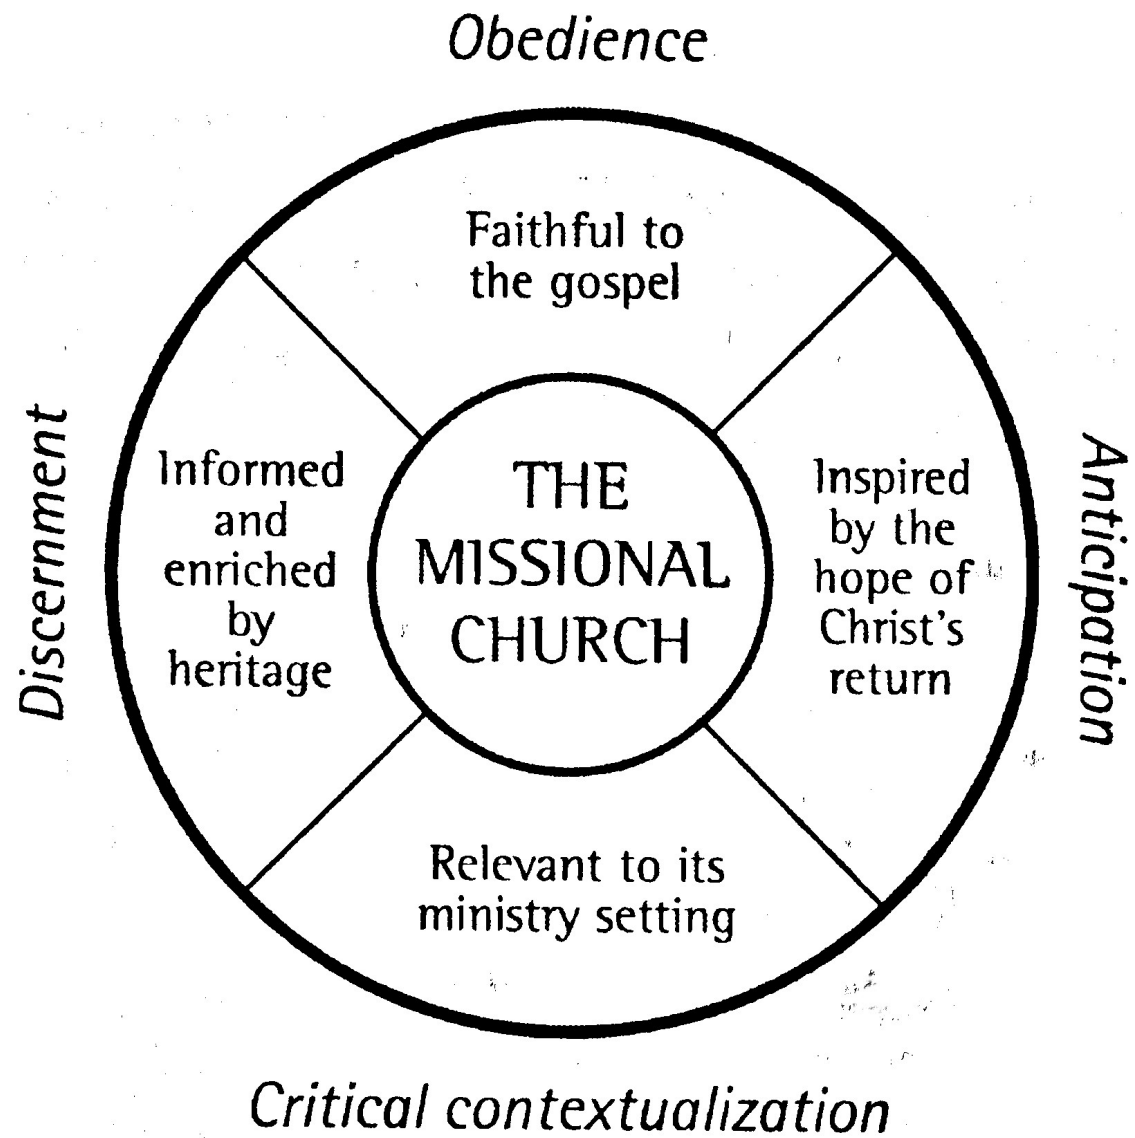 Obedience
Faithful to
the gospel
Discernment
Informed
and
enriched
by
heritage
THE
MISSIONAL
CHURCH
Inspired
by the
hope of
Christ's
return
Anticipation
Relevant to its
ministry setting
Critical contextualization